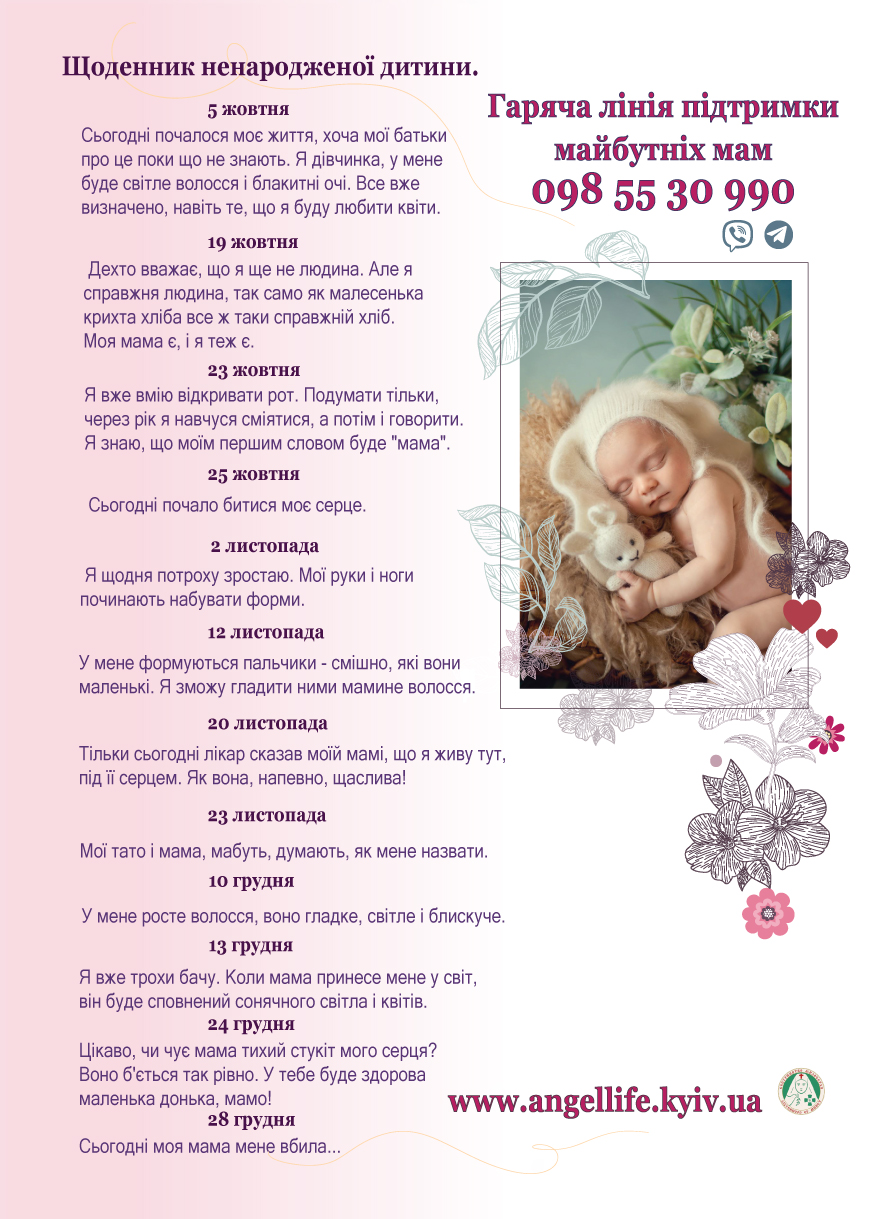 Щоденник ненародженої дитини.
5 жовтня
Сьогодні почалося моє життя, хоча мої батьки
про це поки що не знають. Я дівчинка, у мене
буде світле волосся і блакитні очі. Все вже
визначено, навіть те, що я буду любити квіти.
19 жовтня
Дехто вважає, що я ще не людина. Але я
справжня людина, так само як малесенька
крихта хліба все ж таки справжній хліб.
Моя мама є, і я теж є.
23 жовтня
Я вже вмію відкривати рот. Подумати тільки,
через рік я навчуся сміятися, а потім і говорити.
Я знаю, що моїм першим словом буде "мама".
25 жовтня
Сьогодні почало битися моє серце.
2 листопада
Я щодня потроху зростаю. Мої руки і ноги
починають набувати форми.
12 листопада
У мене формуються пальчики - смішно, які вони
маленькі. Я зможу гладити ними мамине волосся.
20 листопада
Тільки сьогодні лікар сказав моїй мамі, що я живу тут,
під її серцем. Як вона, напевно, щаслива!
23 листопада
Мої тато і мама, мабуть, думають, як мене назвати.
10 грудня
У мене росте волосся, воно гладке, світле і блискуче.
13 грудня
Я вже трохи бачу. Коли мама принесе мене у світ,
він буде сповнений сонячного світла і квітів.
24 грудня
Цікаво, чи чує мама тихий стукіт мого серця?
Воно б'ється так рівно. У тебе буде здорова
маленька донька, мамо!
28 грудня
Сьогодні моя мама мене вбила...
Гаряча лінія підтримки
майбутніх мам
098 55 30 990
www.angellife.kyiv.ua